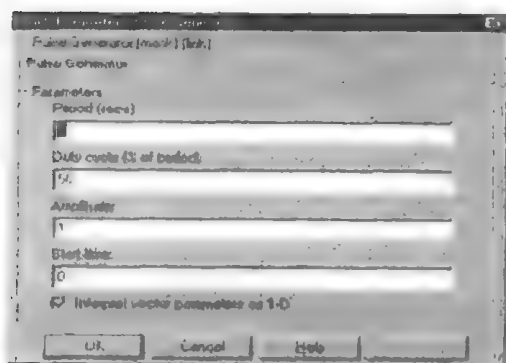 Pulse Generator (mask) (link)
Pulse Generator
Parameters
Period (secs)
Duty cycle (% of period)
50
Amplitude
1
Start time
0
Interpret vector parameters as 1-D
OK
Cancel
Help